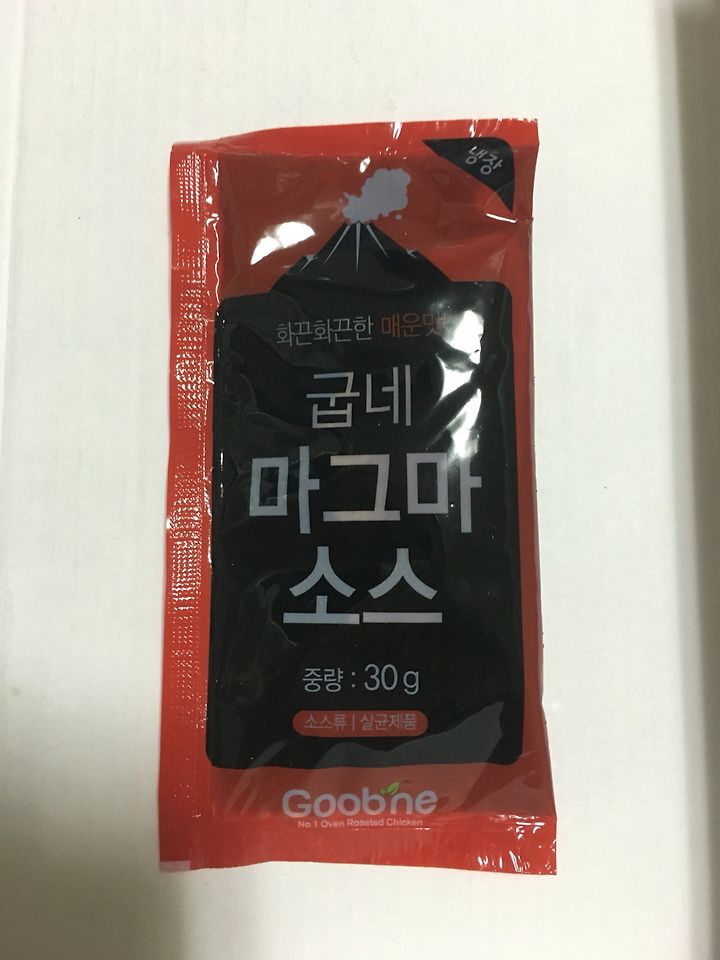 냉장
화끈화끈한 매운맛
굽네
마그마
소스
중량 : 30g
소스류 | 살균제품
Goobne
No.1 Oven Roasted Chicken